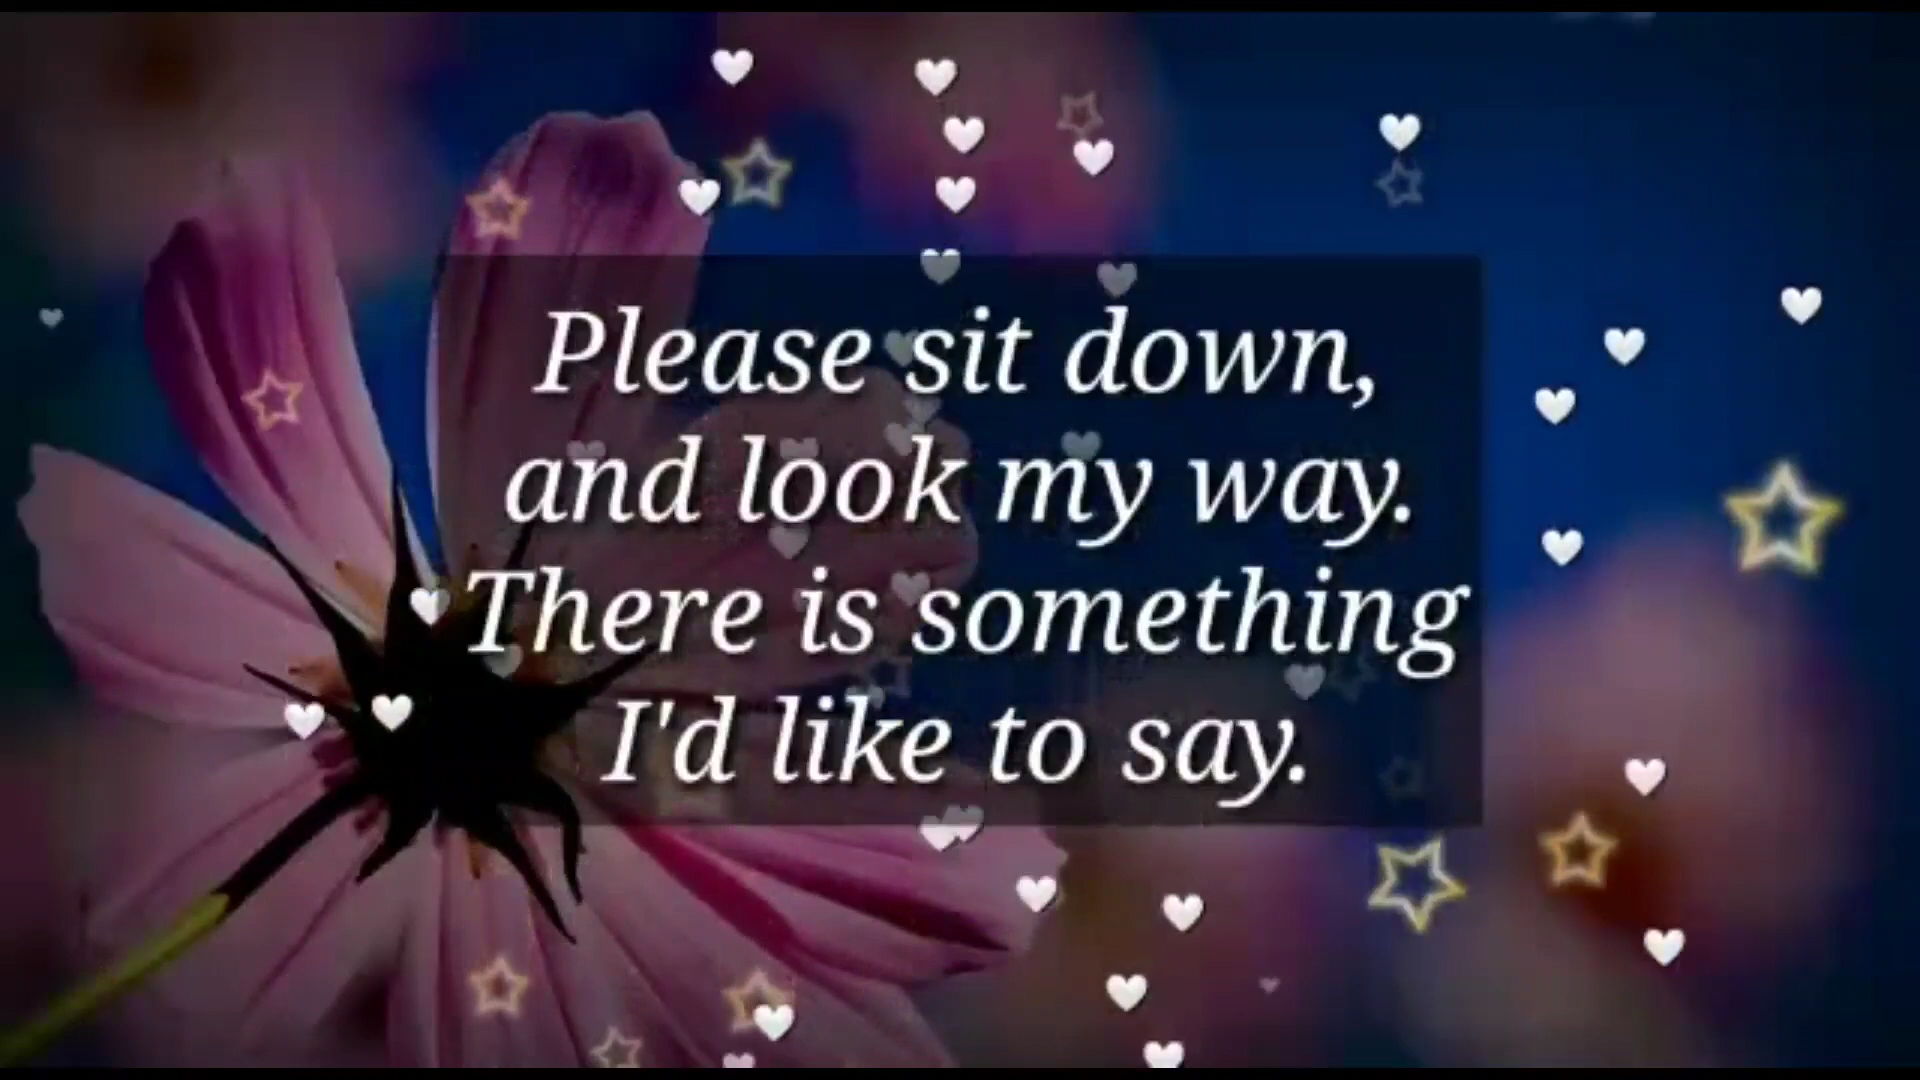 Please sit down,
and look my way.
There is something
I'd like to say.